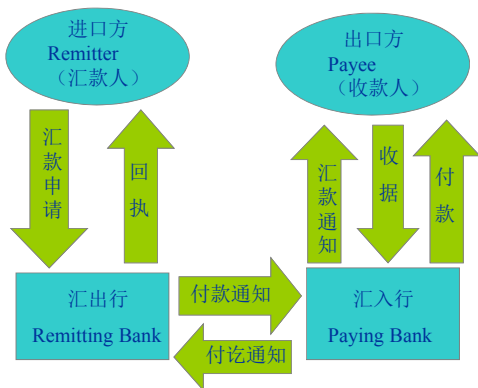 进口方
Remitter
（汇款人）
出口方
Payee
（收款人）
汇款申请
回执
汇款通知
收据
付款
汇出行
Remitting Bank
付款通知
付讫通知
汇入行
Paying Bank